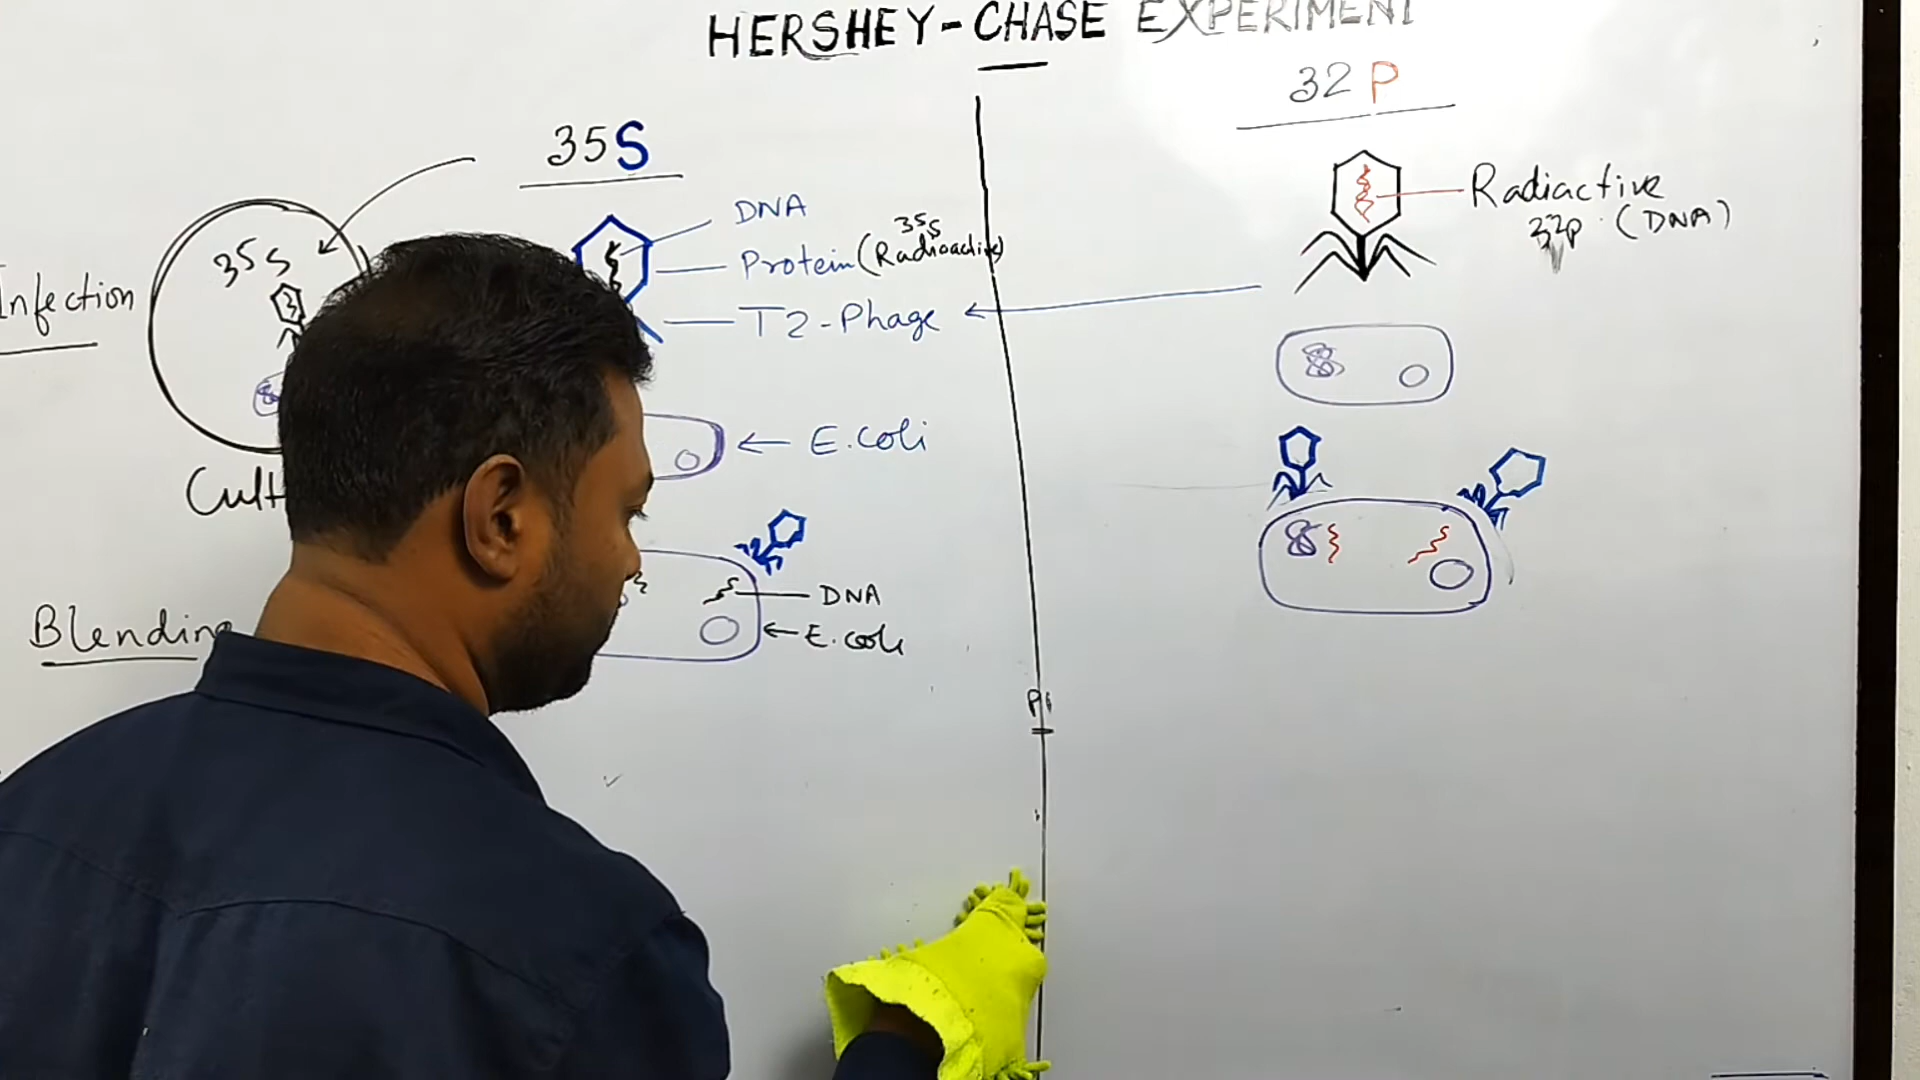 HERSHEY-CHASE EXPERIMENT
35S
32P
35S
Infection
DNA
35S
Protein (Radioactive)
T2-Phage
E.coli
Blending
DNA
E.coli
Radiactive
32P. (DNA)